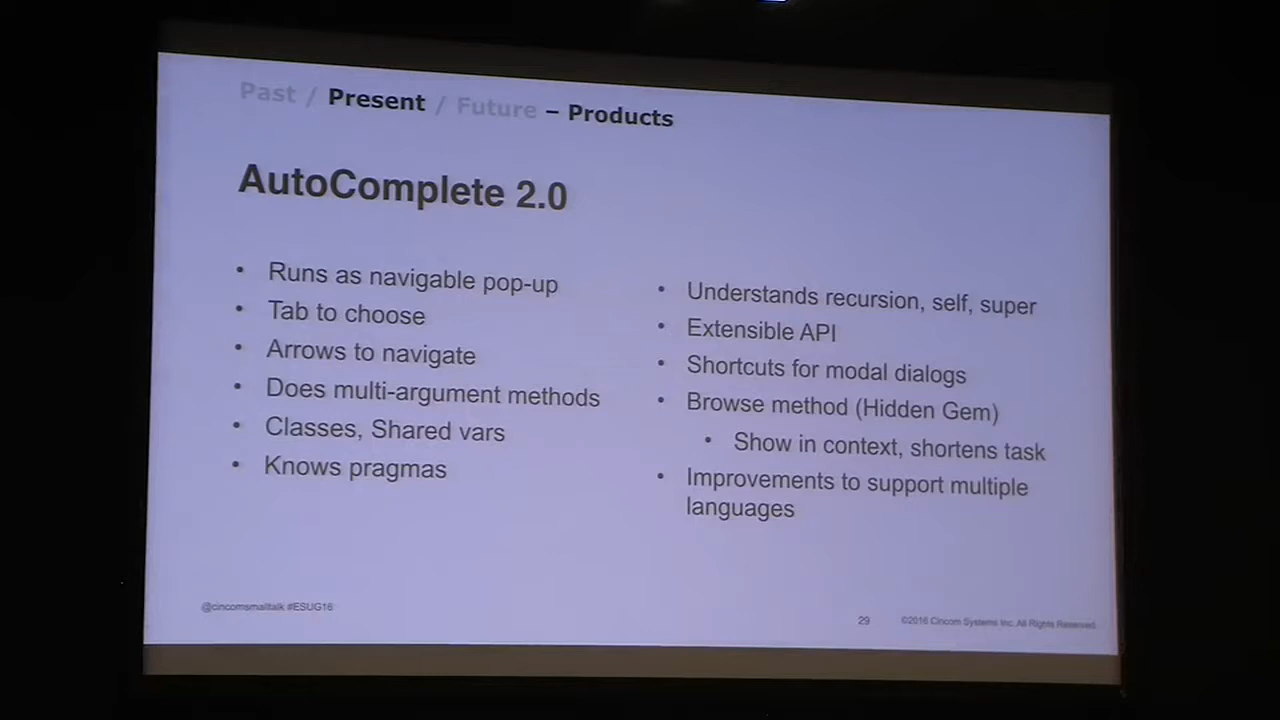 Past / Present / Future – Products
AutoComplete 2.0
• Runs as navigable pop-up
• Tab to choose
• Arrows to navigate
• Does multi-argument methods
• Classes, Shared vars
• Knows pragmas
• Understands recursion, self, super
• Extensible API
• Shortcuts for modal dialogs
• Browse method (Hidden Gem)
• Show in context, shortens task
• Improvements to support multiple
languages
@cincomsmalltalk #ESUG16
29
©2016 Cincom Systems Inc. All Rights Reserved